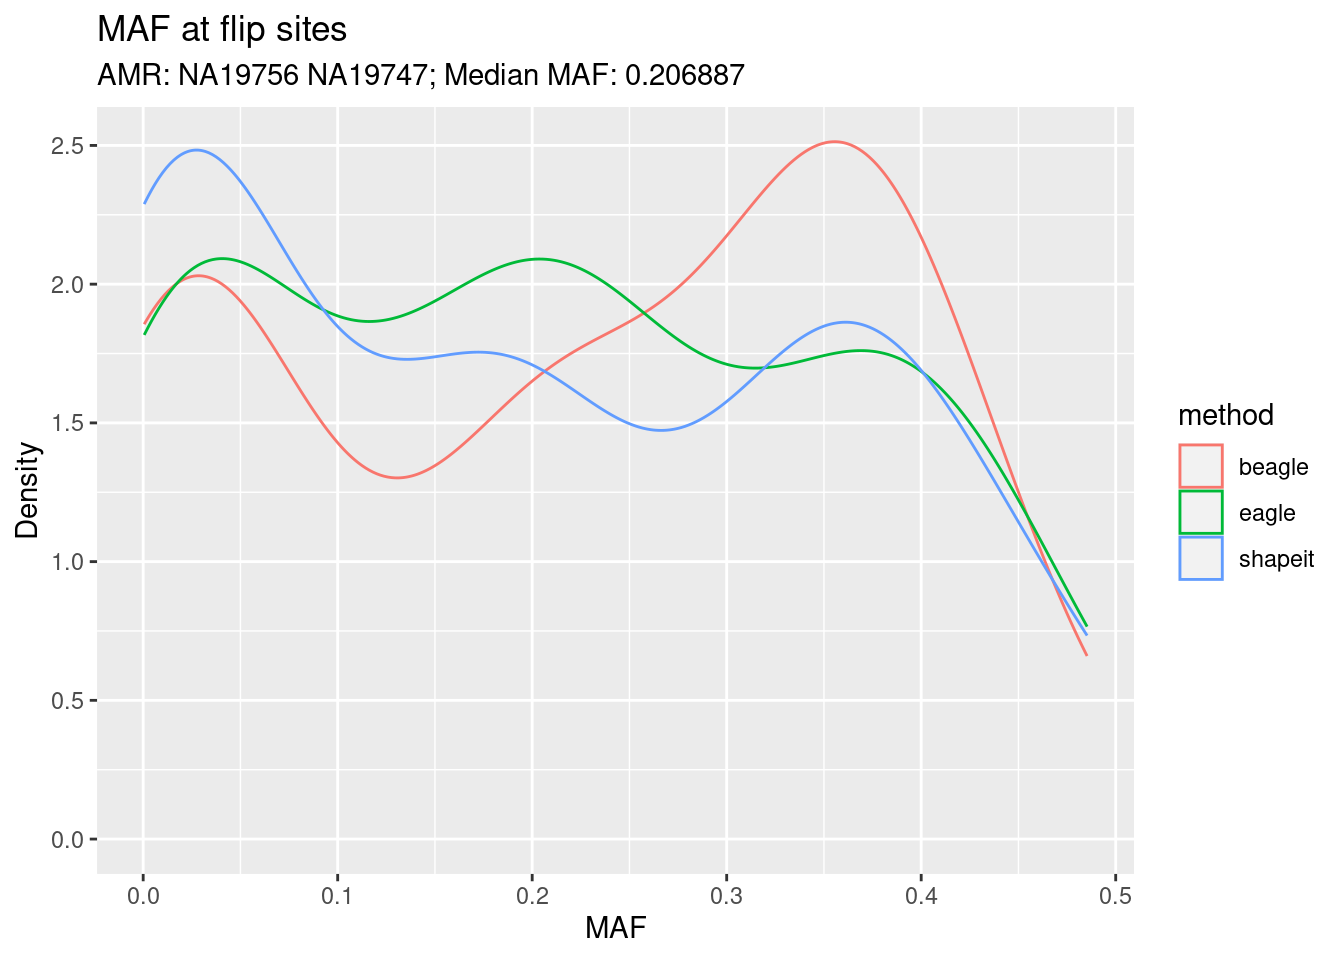 MAF at flip sites
AMR: NA19756 NA19747; Median MAF: 0.206887
2.5
2.0
1.5
1.0
0.5
0.0
Density
0.0 0.1 0.2 0.3 0.4 0.5
MAF
method
beagle
eagle
shapeit